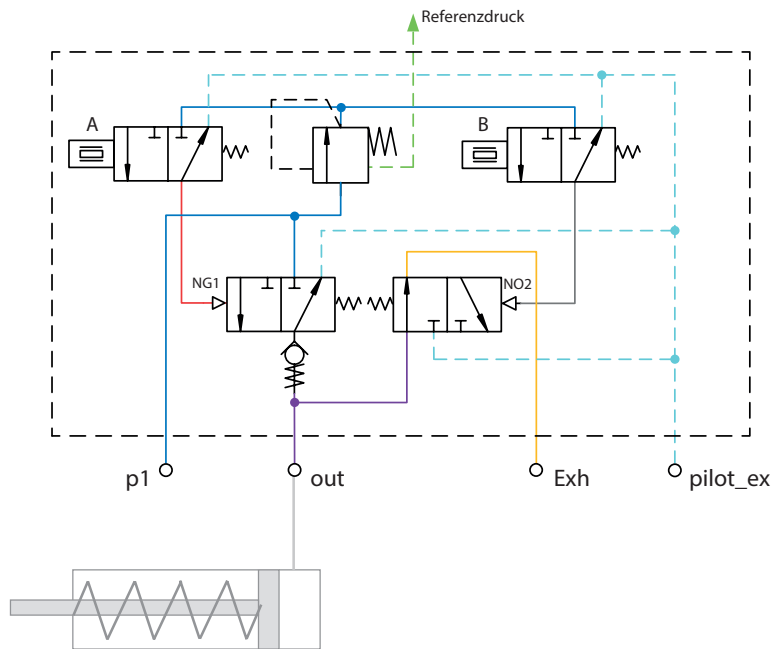 Referenzdruck
A
B
NG1
NO2
p1
out
Exh
pilot_ex